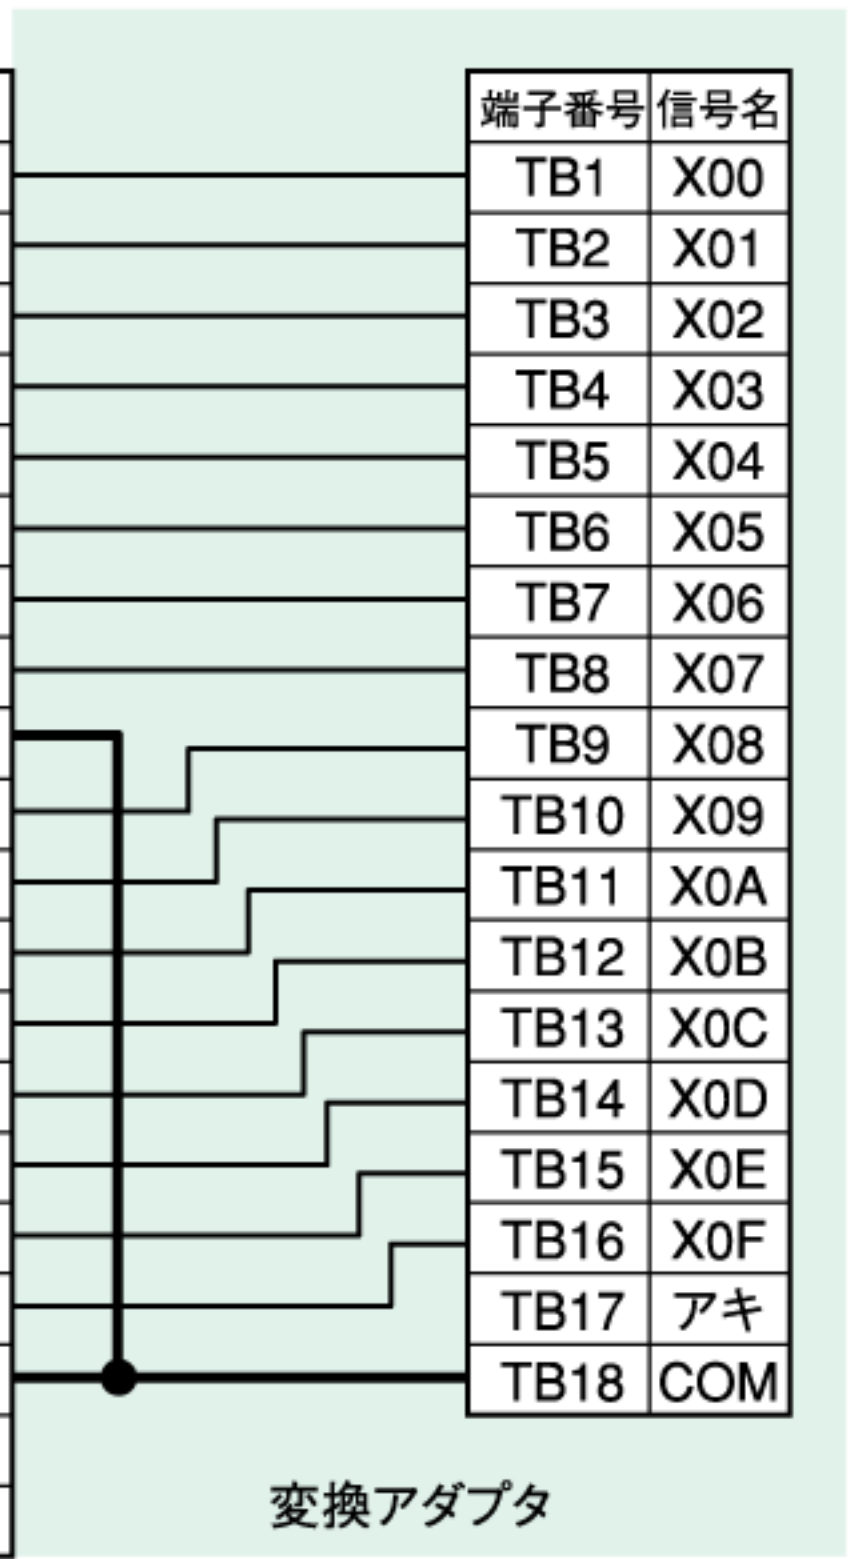 端子番号 信号名
TB1 X00
TB2 X01
TB3 X02
TB4 X03
TB5 X04
TB6 X05
TB7 X06
TB8 X07
TB9 X08
TB10 X09
TB11 X0A
TB12 X0B
TB13 X0C
TB14 X0D
TB15 X0E
TB16 X0F
TB17 アキ
TB18 COM
変換アダプタ